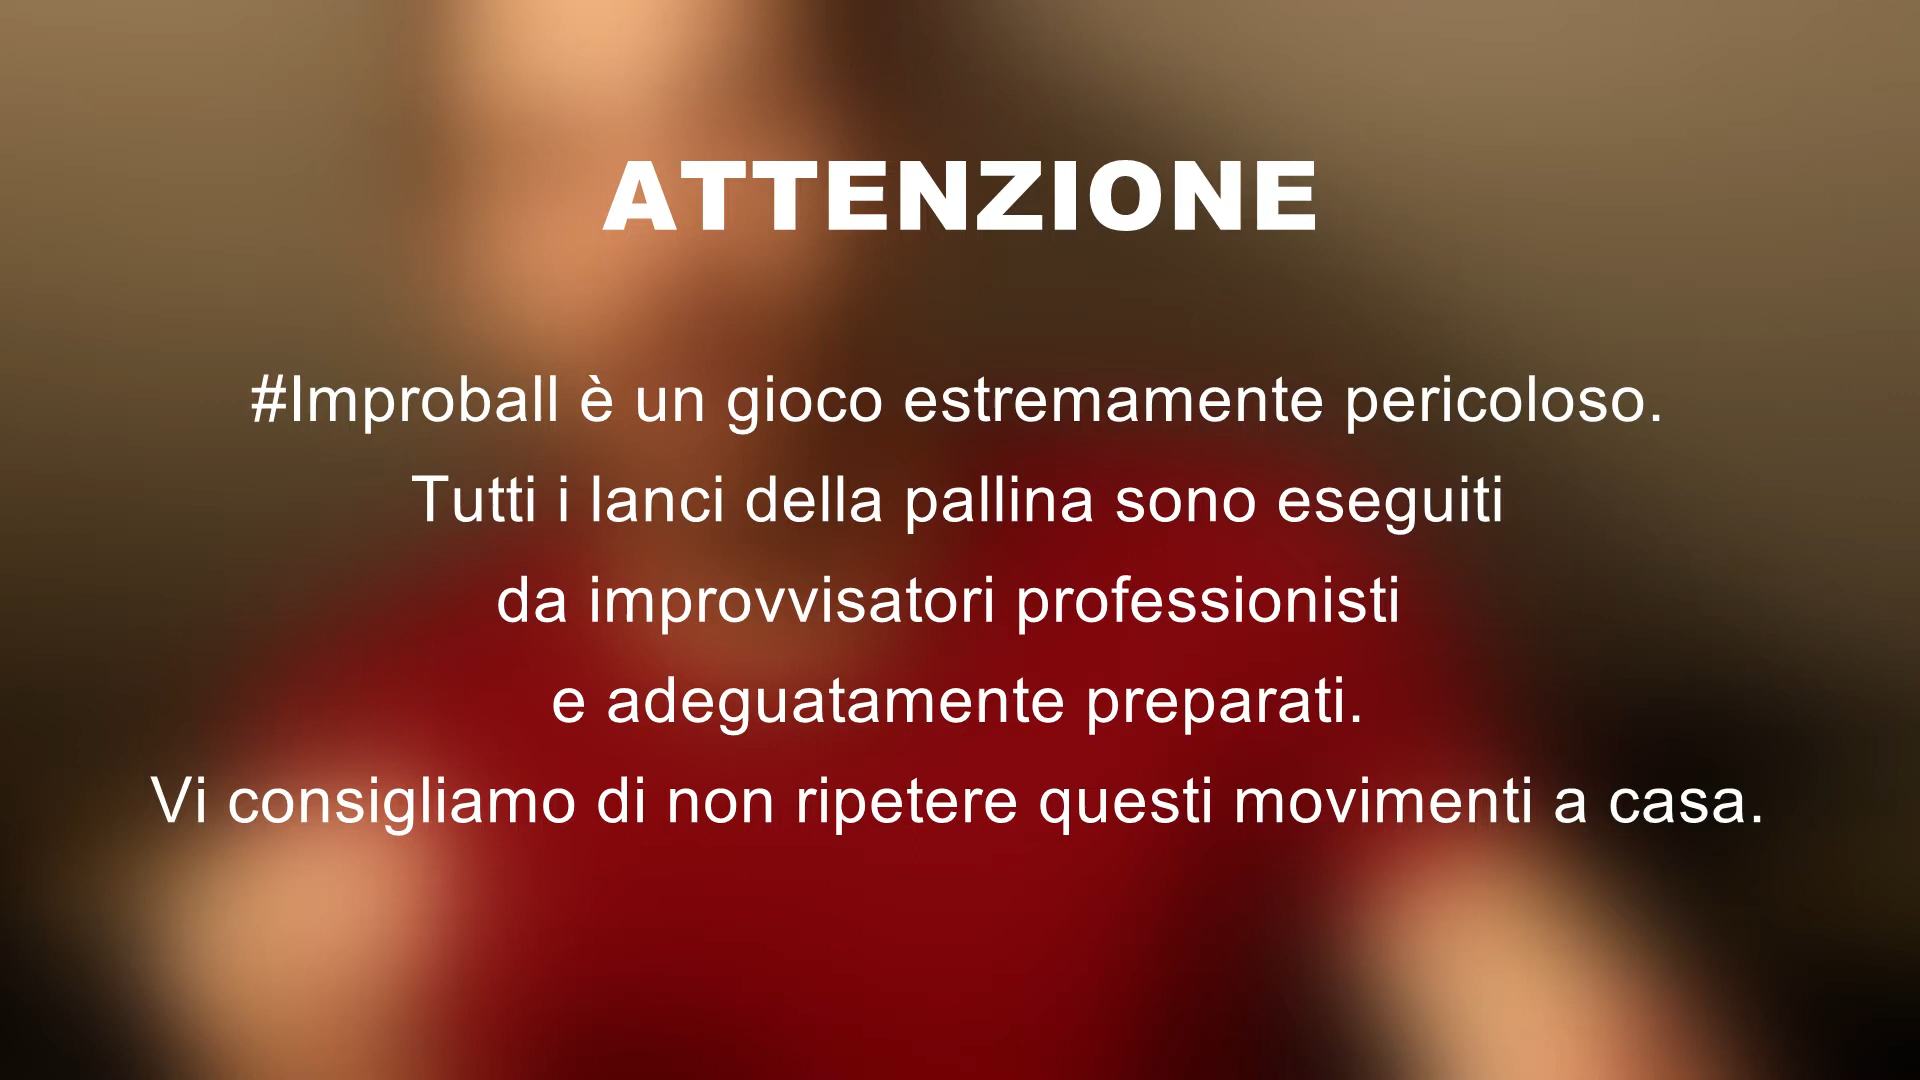 ATTENZIONE
#Improball è un gioco estremamente pericoloso.
Tutti i lanci della pallina sono eseguiti
da improvvisatori professionisti
e adeguatamente preparati.
Vi consigliamo di non ripetere questi movimenti a casa.